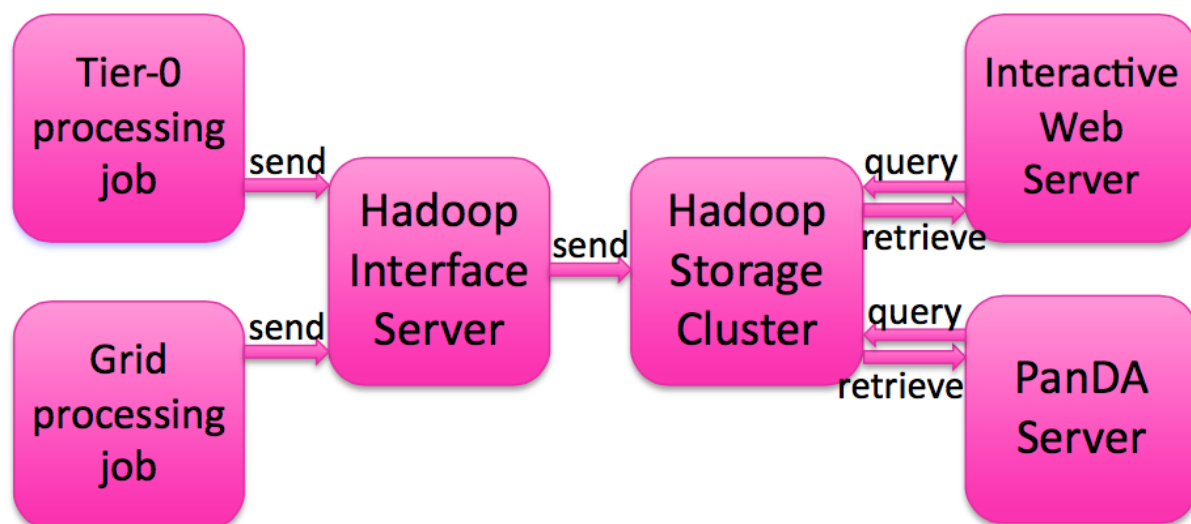 Tier-0
processing
job
send
Grid
processing
job
send
Hadoop
Interface
Server
send
Hadoop
Storage
Cluster
query
retrieve
Interactive
Web
Server
query
retrieve
PanDA
Server